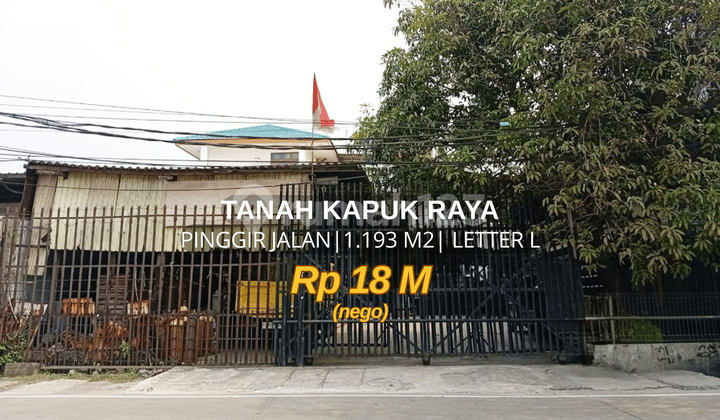 TANAH KAPUK RAYA
PINGGIR JALAN|1.193 M2| LETTER L
Rp 18 M
(nego)